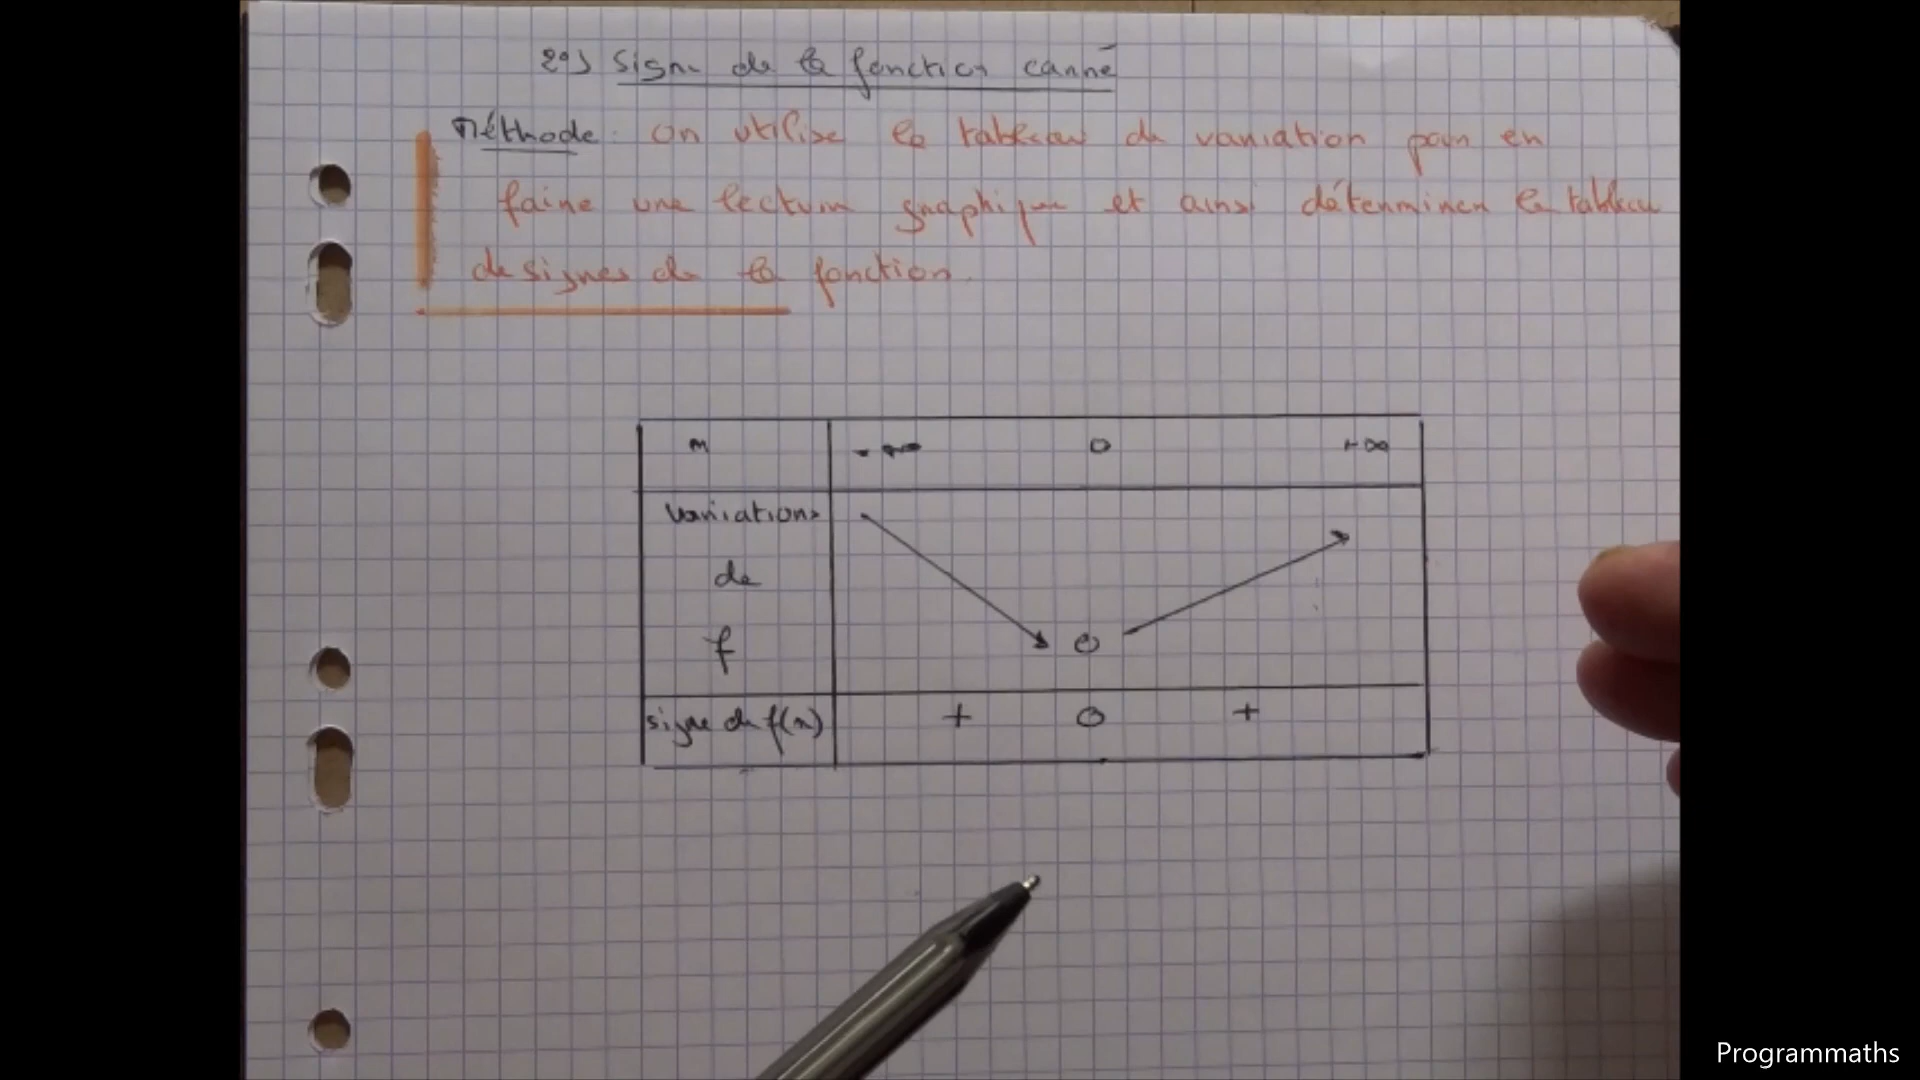 2°) Signe de la fonction carré
Méthode: On utilise le tableau de variation pour en
faire une lecture graphique et ainsi déterminer le tableau
de signes de la fonction.
x -∞ 0 +∞
variations
de
f 0
signe de f(x) + 0 +
Programmaths